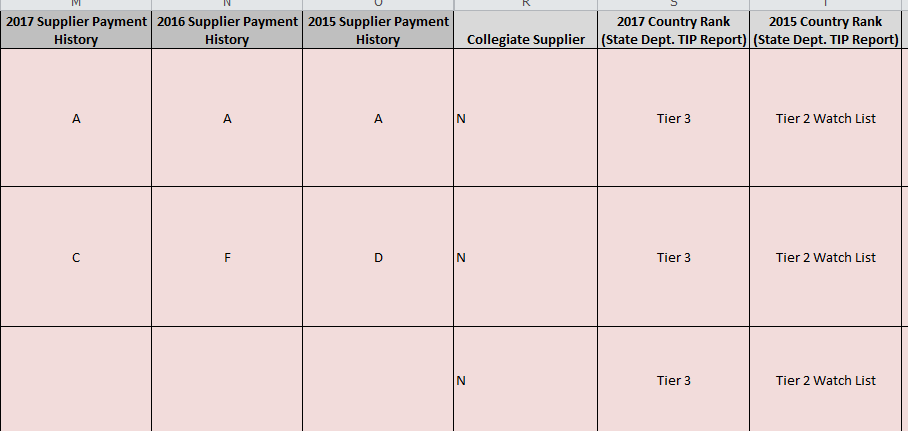 M N O R S T
2017 Supplier Payment 2016 Supplier Payment 2015 Supplier Payment 2017 Country Rank 2015 Country Rank
History History History Collegiate Supplier (State Dept. TIP Report) (State Dept. TIP Report)
A A A N Tier 3 Tier 2 Watch List
C F D N Tier 3 Tier 2 Watch List
N Tier 3 Tier 2 Watch List